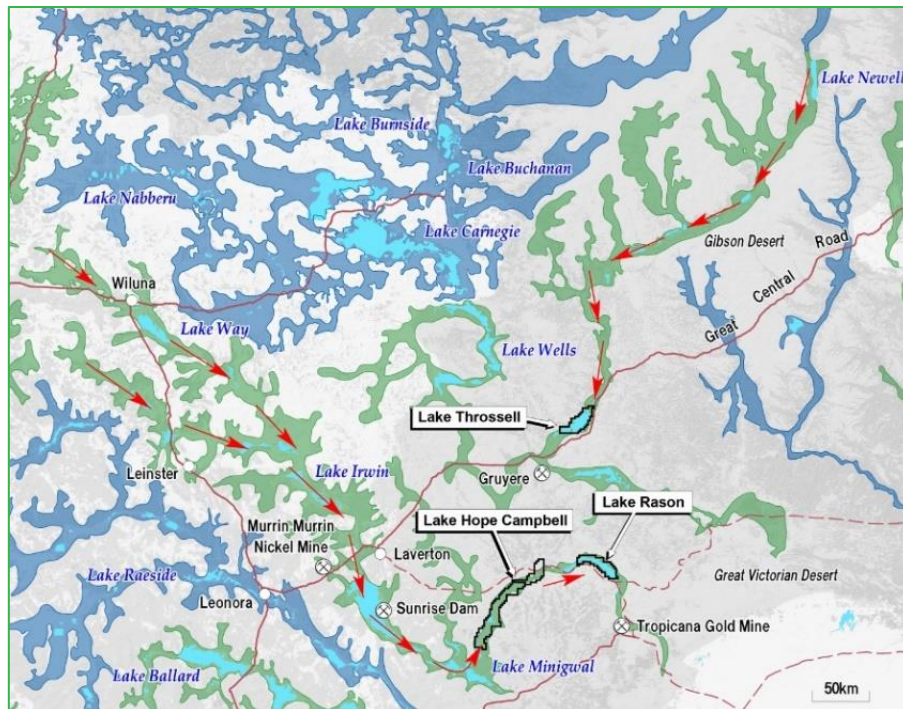 Lake Newell
Lake Burnside
Lake Buchanan
Lake Nabberu
Lake Carnegie
Gibson Desert
Great Central Road
Wiluna
Lake Way
Lake Wells
Lake Throssell
Leinster
Lake Irwin
Gruyere
Lake Hope Campbell
Lake Rason
Murrin Murrin
Nickel Mine
Laverton
Lake Raeside
Leonora
Sunrise Dam
Great Victorian Desert
Tropicana Gold Mine
Lake Minigwal
Lake Ballard
50km